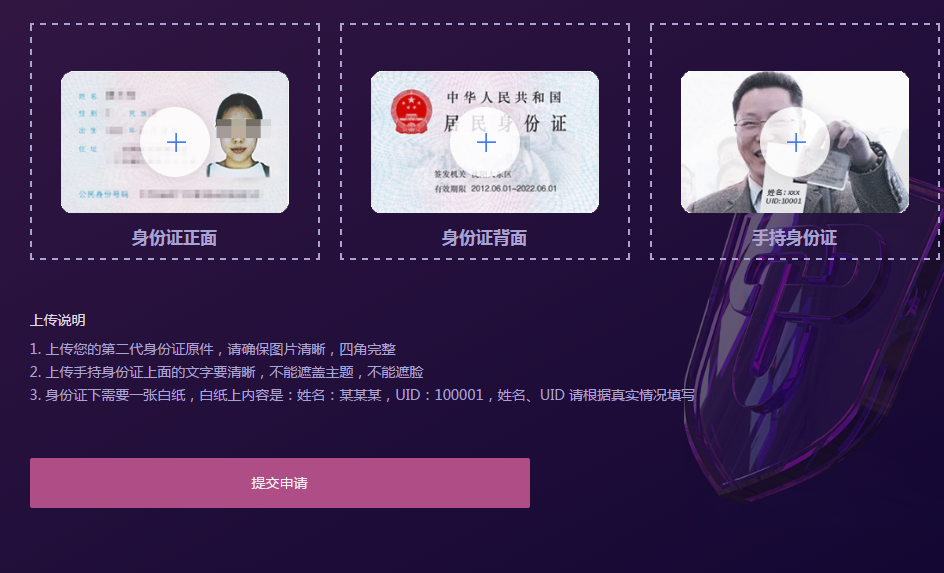 姓 名
性 别 民 族
出 生 年
住 址
公民身份号码
中华人民共和国
居民身份证
签发机关
有效期限 2012.06.01-2022.06.01
姓名: xxx
UID:10001
身份证正面
身份证背面
手持身份证
上传说明
1. 上传您的第二代身份证原件，请确保图片清晰，四角完整
2. 上传手持身份证上面的文字要清晰，不能遮盖主题，不能遮脸
3. 身份证下需要一张白纸，白纸上内容是：姓名：某某某，UID：100001，姓名、UID 请根据真实情况填写
提交申请